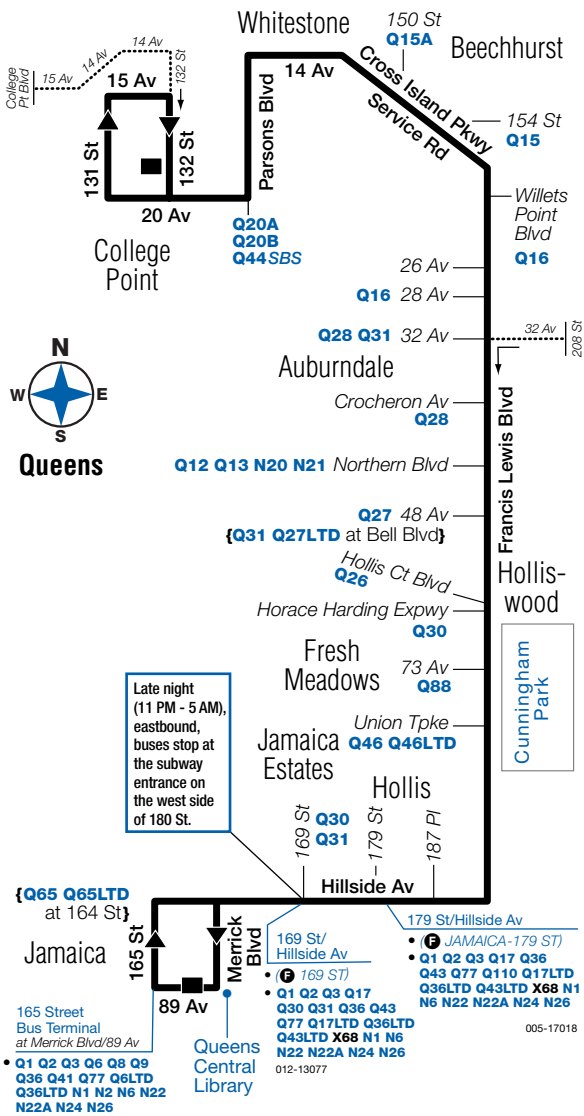 Whitestone
150 St
Q15A
Beechhurst
14 Av
14 Av
15 Av
College
Pt Blvd
132 St
15 Av
14 Av
Cross Island Pkwy
Service Rd
154 St
Q15
131 St
132 St
Parsons Blvd
20 Av
Q20A
Q20B
Q44 SBS
College
Point
Willets
Point
Blvd
Q16
26 Av
Q16 28 Av
Q28 Q31 32 Av
32 Av
208 St
Auburndale
Crocheron Av
Q28
Francis Lewis Blvd
N
W E
S
Queens
Q12 Q13 N20 N21 Northern Blvd
Q27 48 Av
{Q31 Q27LTD at Bell Blvd}
Hollis Ct Blvd
Q26
Hollis-
wood
Horace Harding Expwy
Q30
Fresh
Meadows
73 Av
Q88
Cunningham
Park
Union Tpke
Q46 Q46LTD
Jamaica
Estates
Late night
(11 PM - 5 AM),
eastbound,
buses stop at
the subway
entrance on
the west side
of 180 St.
Hollis
169 St
Q30
Q31
179 St
187 Pl
Hillside Av
{Q65 Q65LTD
at 164 St}
Jamaica
165 St
Merrick
Blvd
89 Av
169 St/
Hillside Av
• (F 169 ST)
• Q1 Q2 Q3 Q17
Q30 Q31 Q36 Q43
Q77 Q17LTD Q36LTD
Q43LTD X68 N1 N6
N22 N22A N24 N26
012-13077
179 St/Hillside Av
• (F JAMAICA-179 ST)
• Q1 Q2 Q3 Q17 Q36
Q43 Q77 Q110 Q17LTD
Q36LTD Q43LTD X68 N1
N6 N22 N22A N24 N26
005-17018
165 Street
Bus Terminal
at Merrick Blvd/89 Av
• Q1 Q2 Q3 Q6 Q8 Q9
Q36 Q41 Q77 Q6LTD
Q36LTD N1 N2 N6 N22
N22A N24 N26
Queens
Central
Library